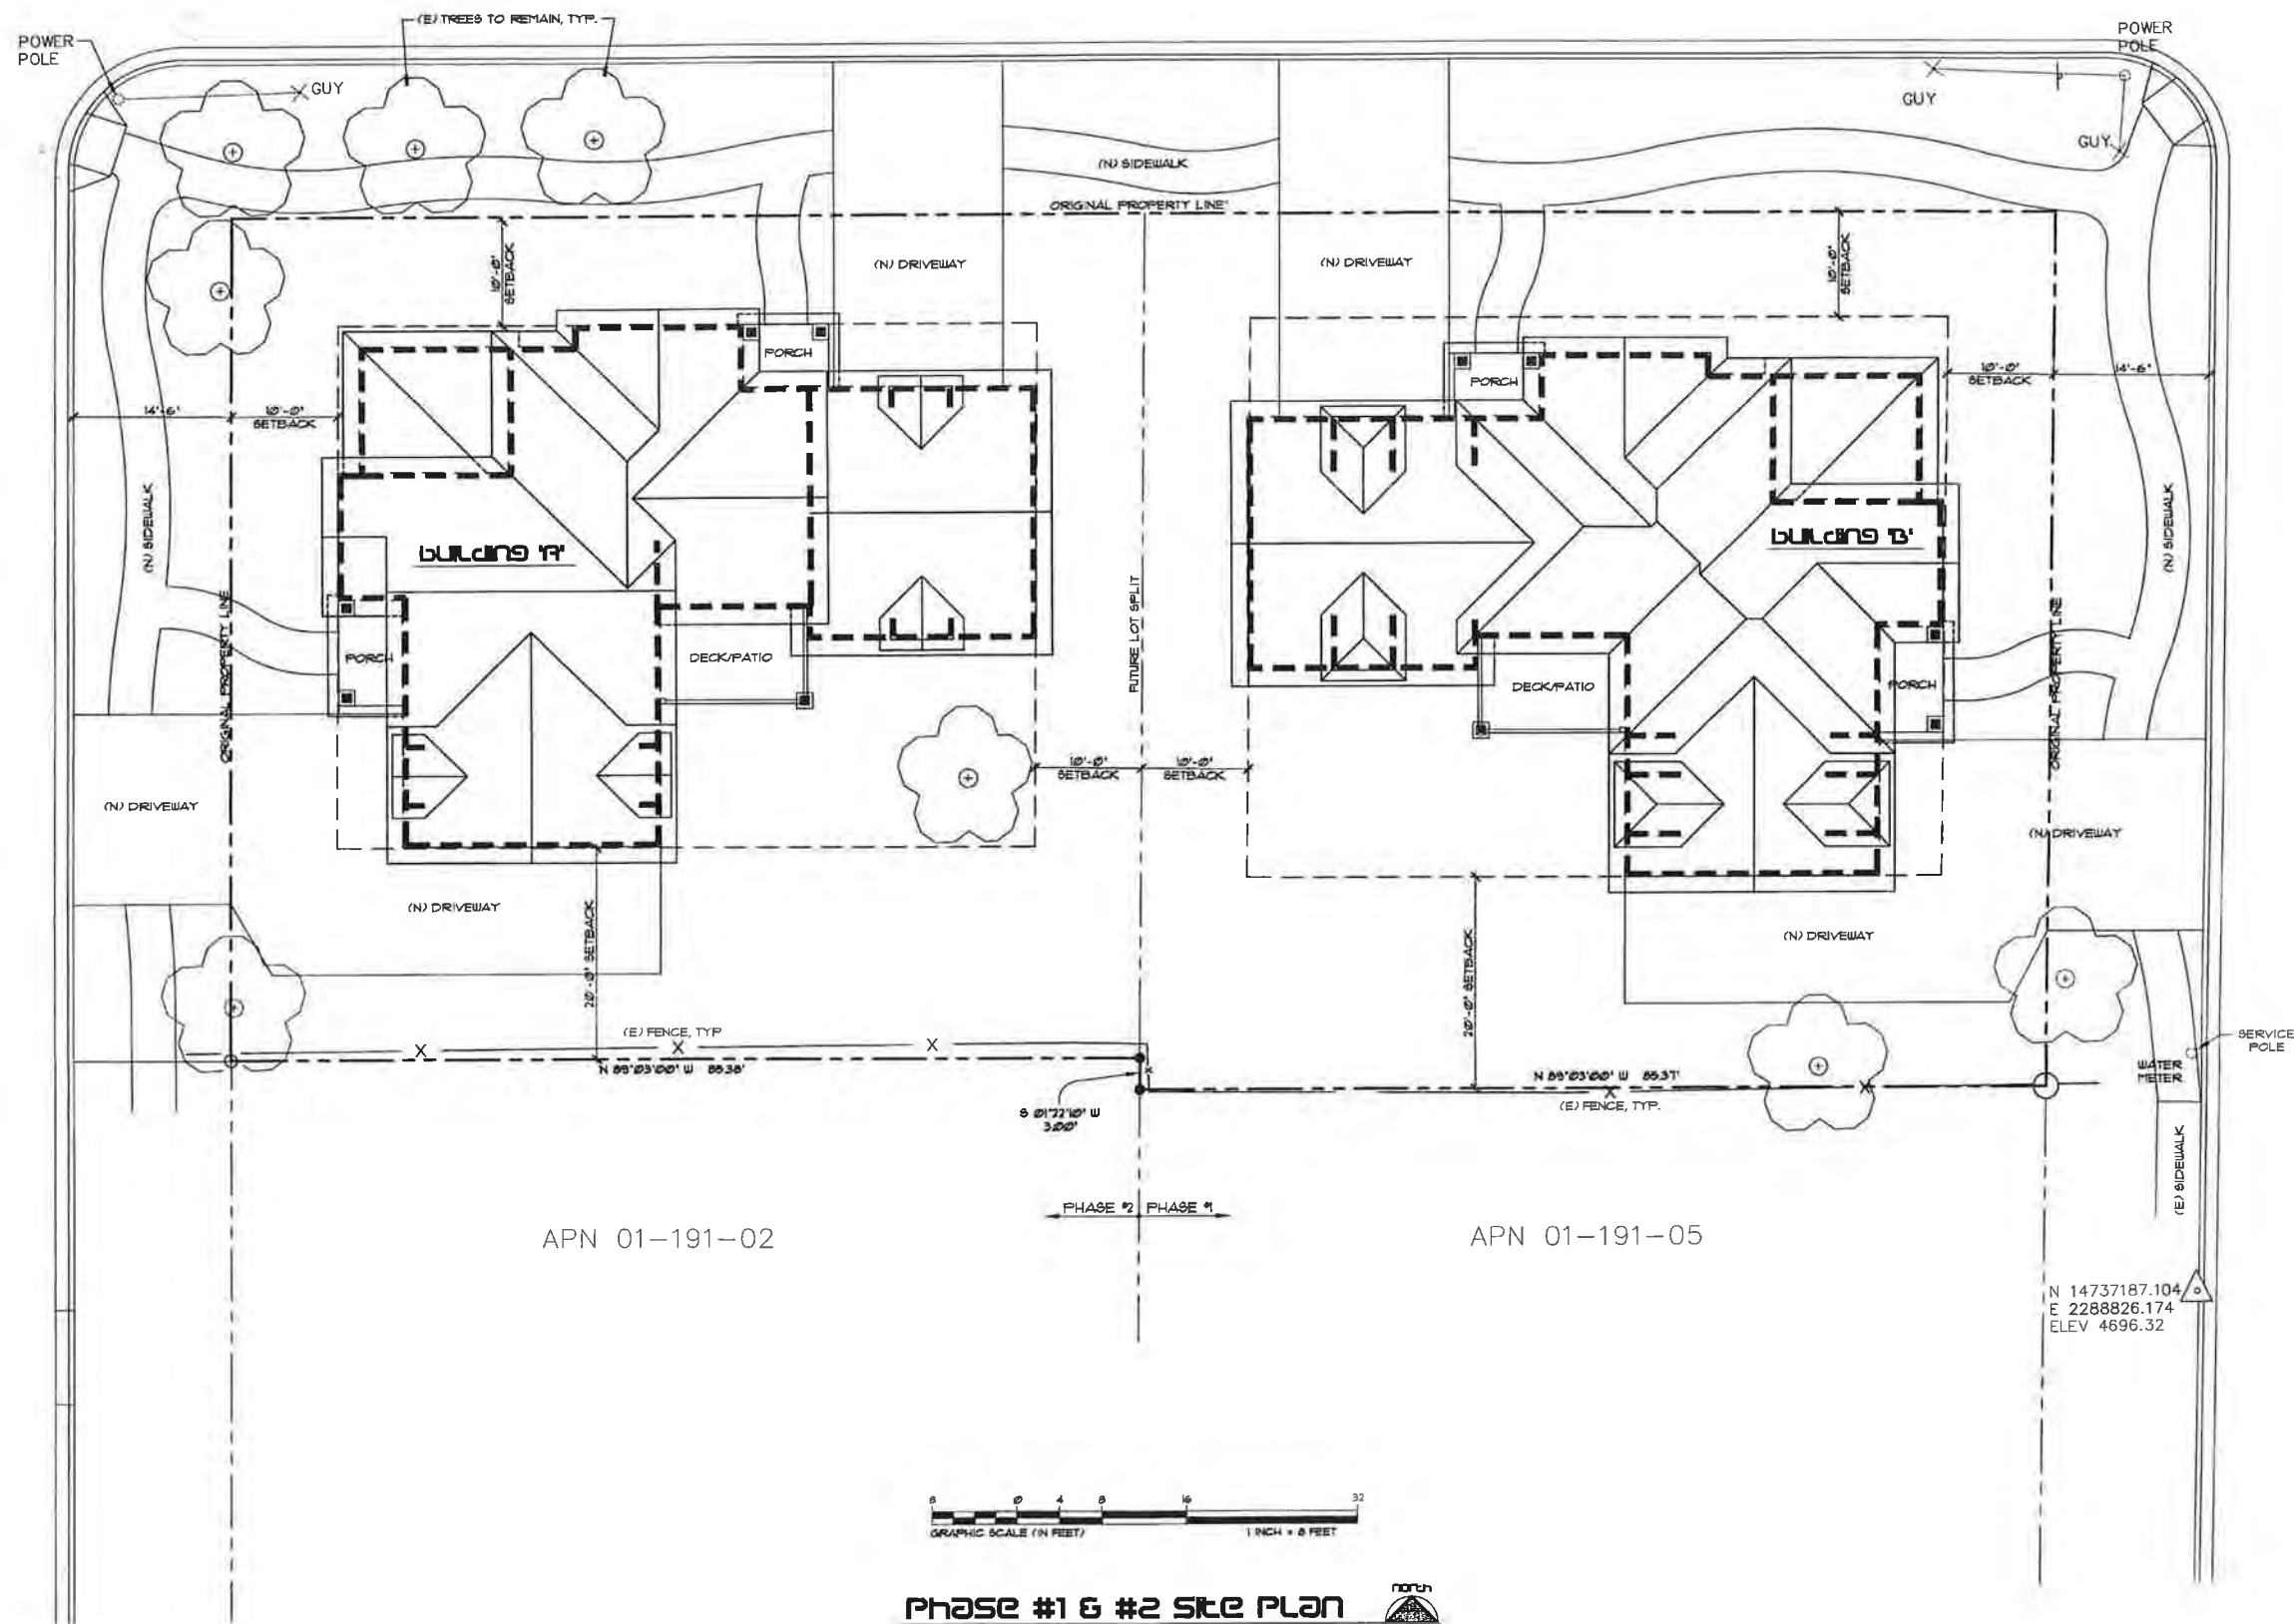 (E) TREES TO REMAIN, TYP.
POWER
POLE
GUY
POWER
POLE
GUY
GUY
(N) SIDEWALK
ORIGINAL PROPERTY LINE
(N) DRIVEWAY
(N) DRIVEWAY
10'-0"
SETBACK
10'-0"
SETBACK
PORCH
PORCH
14'-6"
10'-0"
SETBACK
10'-0"
SETBACK
14'-6"
(N) SIDEWALK
BUILDING 'A'
BUILDING 'B'
(N) SIDEWALK
ORIGINAL PROPERTY LINE
PORCH
DECK/PATIO
FUTURE LOT SPLIT
DECK/PATIO
PORCH
ORIGINAL PROPERTY LINE
10'-0"
SETBACK
10'-0"
SETBACK
(N) DRIVEWAY
(N) DRIVEWAY
(N) DRIVEWAY
20'-0" SETBACK
20'-0" SETBACK
(N) DRIVEWAY
(E) FENCE, TYP
N 89°03'00" W 85.38'
S 01°22'10" W
3.00'
N 89°03'00" W 85.37'
(E) FENCE, TYP.
WATER
METER
SERVICE
POLE
(E) SIDEWALK
PHASE #2
PHASE #1
APN 01-191-02
APN 01-191-05
N 14737187.104
E 2288826.174
ELEV 4696.32
8 0 4 8 16 32
GRAPHIC SCALE (IN FEET)
1 INCH = 8 FEET
PHASE #1 & #2 SITE PLAN
NORTH